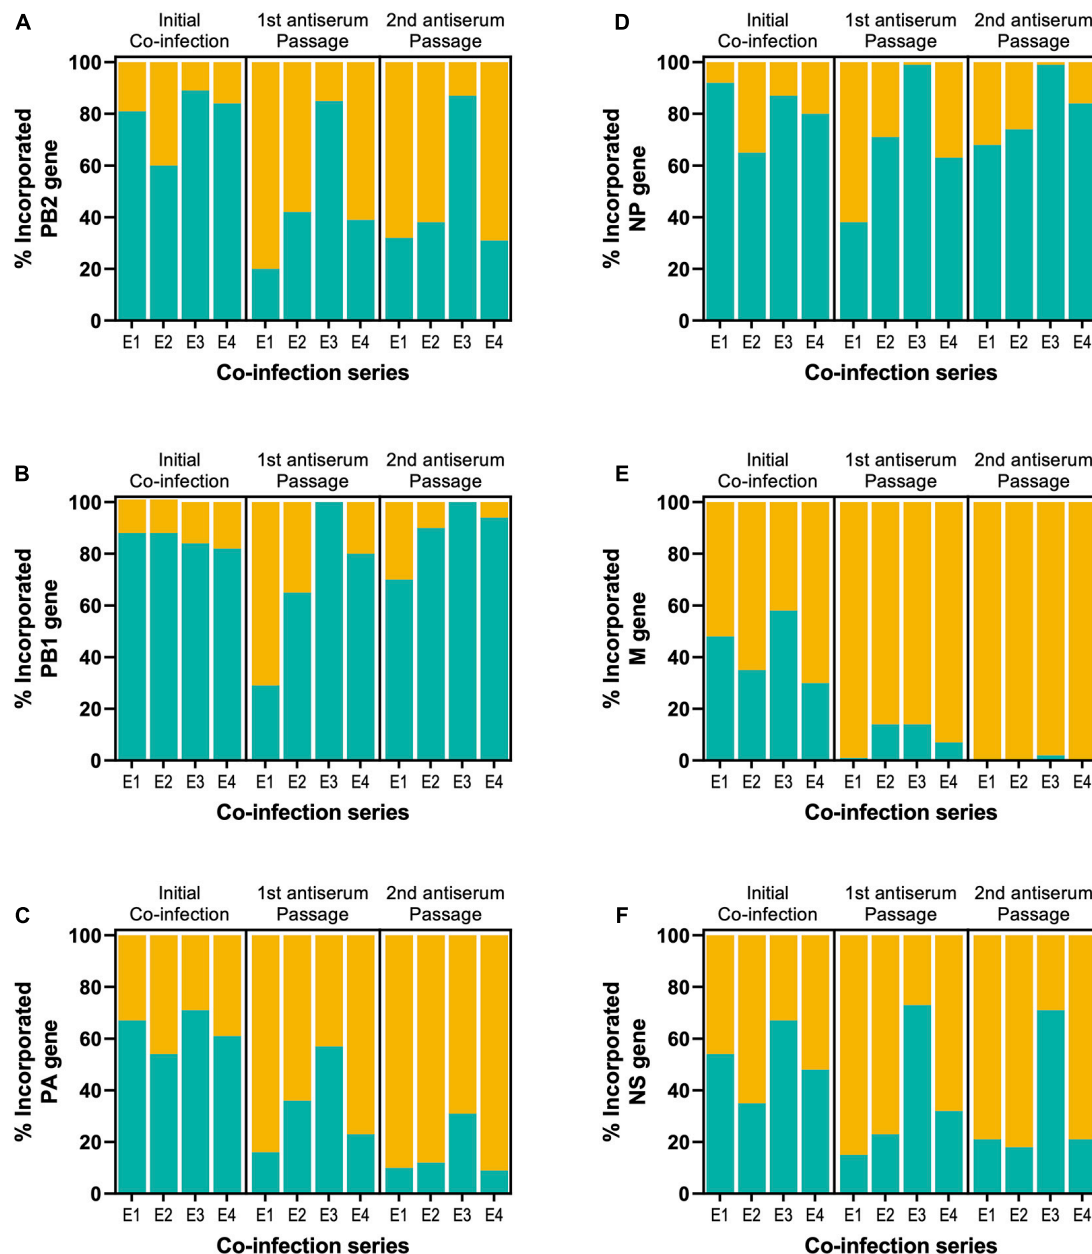 A
Initial
Co-infection
1st antiserum
Passage
2nd antiserum
Passage
% Incorporated
PB2 gene
100
80
60
40
20
0
E1 E2 E3 E4 E1 E2 E3 E4 E1 E2 E3 E4
Co-infection series
B
Initial
Co-infection
1st antiserum
Passage
2nd antiserum
Passage
% Incorporated
PB1 gene
100
80
60
40
20
0
E1 E2 E3 E4 E1 E2 E3 E4 E1 E2 E3 E4
Co-infection series
C
Initial
Co-infection
1st antiserum
Passage
2nd antiserum
Passage
% Incorporated
PA gene
100
80
60
40
20
0
E1 E2 E3 E4 E1 E2 E3 E4 E1 E2 E3 E4
Co-infection series
D
Initial
Co-infection
1st antiserum
Passage
2nd antiserum
Passage
% Incorporated
NP gene
100
80
60
40
20
0
E1 E2 E3 E4 E1 E2 E3 E4 E1 E2 E3 E4
Co-infection series
E
Initial
Co-infection
1st antiserum
Passage
2nd antiserum
Passage
% Incorporated
M gene
100
80
60
40
20
0
E1 E2 E3 E4 E1 E2 E3 E4 E1 E2 E3 E4
Co-infection series
F
Initial
Co-infection
1st antiserum
Passage
2nd antiserum
Passage
% Incorporated
NS gene
100
80
60
40
20
0
E1 E2 E3 E4 E1 E2 E3 E4 E1 E2 E3 E4
Co-infection series